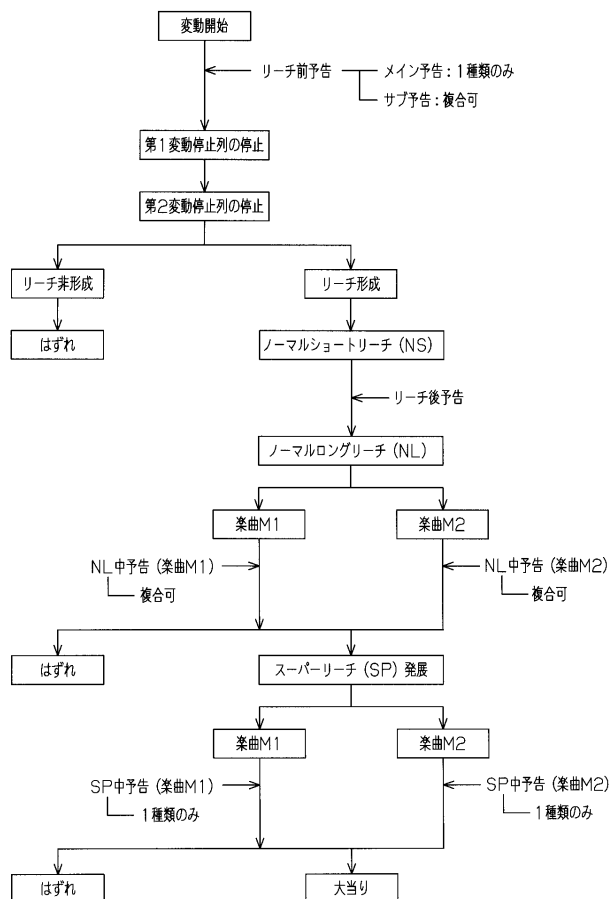 変動開始
リーチ前予告
メイン予告:1種類のみ
サブ予告:複合可
第1変動停止列の停止
第2変動停止列の停止
リーチ非形成
リーチ形成
はずれ
ノーマルショートリーチ(NS)
リーチ後予告
ノーマルロングリーチ(NL)
楽曲M1
楽曲M2
NL中予告(楽曲M1)
NL中予告(楽曲M2)
複合可
複合可
はずれ
スーパーリーチ(SP)発展
楽曲M1
楽曲M2
SP中予告(楽曲M1)
SP中予告(楽曲M2)
1種類のみ
1種類のみ
はずれ
大当り